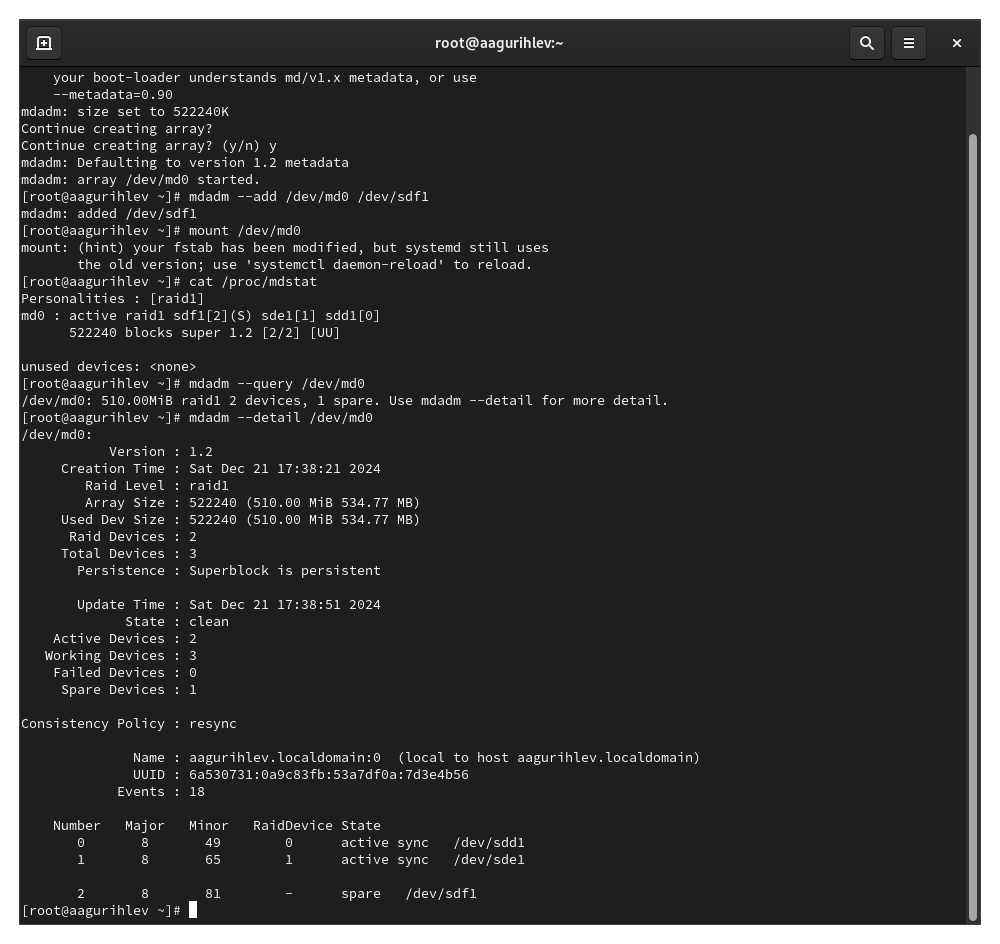 root@aagurihlev:~
    your boot-loader understands md/v1.x metadata, or use
    --metadata=0.90
mdadm: size set to 522240K
Continue creating array?
Continue creating array? (y/n) y
mdadm: Defaulting to version 1.2 metadata
mdadm: array /dev/md0 started.
[root@aagurihlev ~]# mdadm --add /dev/md0 /dev/sdf1
mdadm: added /dev/sdf1
[root@aagurihlev ~]# mount /dev/md0
mount: (hint) your fstab has been modified, but systemd still uses
       the old version; use 'systemctl daemon-reload' to reload.
[root@aagurihlev ~]# cat /proc/mdstat
Personalities : [raid1]
md0 : active raid1 sdf1[2](S) sde1[1] sdd1[0]
      522240 blocks super 1.2 [2/2] [UU]

unused devices: <none>
[root@aagurihlev ~]# mdadm --query /dev/md0
/dev/md0: 510.00MiB raid1 2 devices, 1 spare. Use mdadm --detail for more detail.
[root@aagurihlev ~]# mdadm --detail /dev/md0
/dev/md0:
           Version : 1.2
     Creation Time : Sat Dec 21 17:38:21 2024
        Raid Level : raid1
        Array Size : 522240 (510.00 MiB 534.77 MB)
     Used Dev Size : 522240 (510.00 MiB 534.77 MB)
      Raid Devices : 2
     Total Devices : 3
       Persistence : Superblock is persistent

       Update Time : Sat Dec 21 17:38:51 2024
             State : clean
    Active Devices : 2
   Working Devices : 3
    Failed Devices : 0
     Spare Devices : 1

Consistency Policy : resync

              Name : aagurihlev.localdomain:0  (local to host aagurihlev.localdomain)
              UUID : 6a530731:0a9c83fb:53a7df0a:7d3e4b56
            Events : 18

    Number   Major   Minor   RaidDevice State
       0       8       49        0      active sync   /dev/sdd1
       1       8       65        1      active sync   /dev/sde1

       2       8       81        -      spare   /dev/sdf1
[root@aagurihlev ~]#